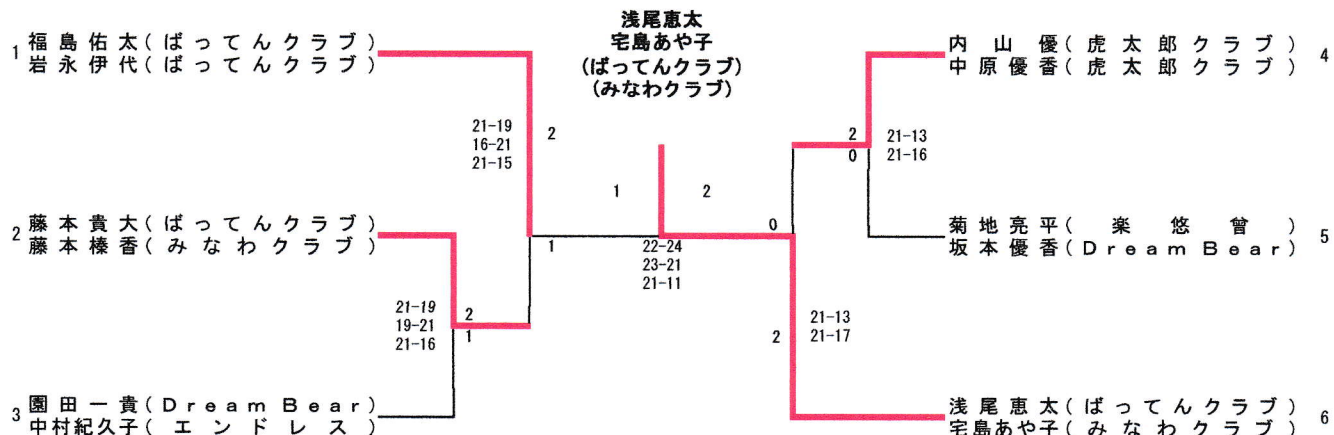 浅尾恵太
宅島あや子
(ばってんクラブ)
(みなわクラブ)
1 福島佑太(ばってんクラブ)
岩永伊代(ばってんクラブ)
21-19
16-21
21-15
2
1
2 藤本貴大(ばってんクラブ)
藤本榛香(みなわクラブ)
21-19
19-21
21-16
2
1
3 園田一貴(Dream Bear)
中村紀久子(エンドレス)
1
2
22-24
23-21
21-11
内山優(虎太郎クラブ) 4
中原優香(虎太郎クラブ)
2
0
21-13
21-16
菊地亮平(楽悠曾) 5
坂本優香(Dream Bear)
0
2
21-13
21-17
浅尾恵太(ばってんクラブ) 6
宅島あや子(みなわクラブ)